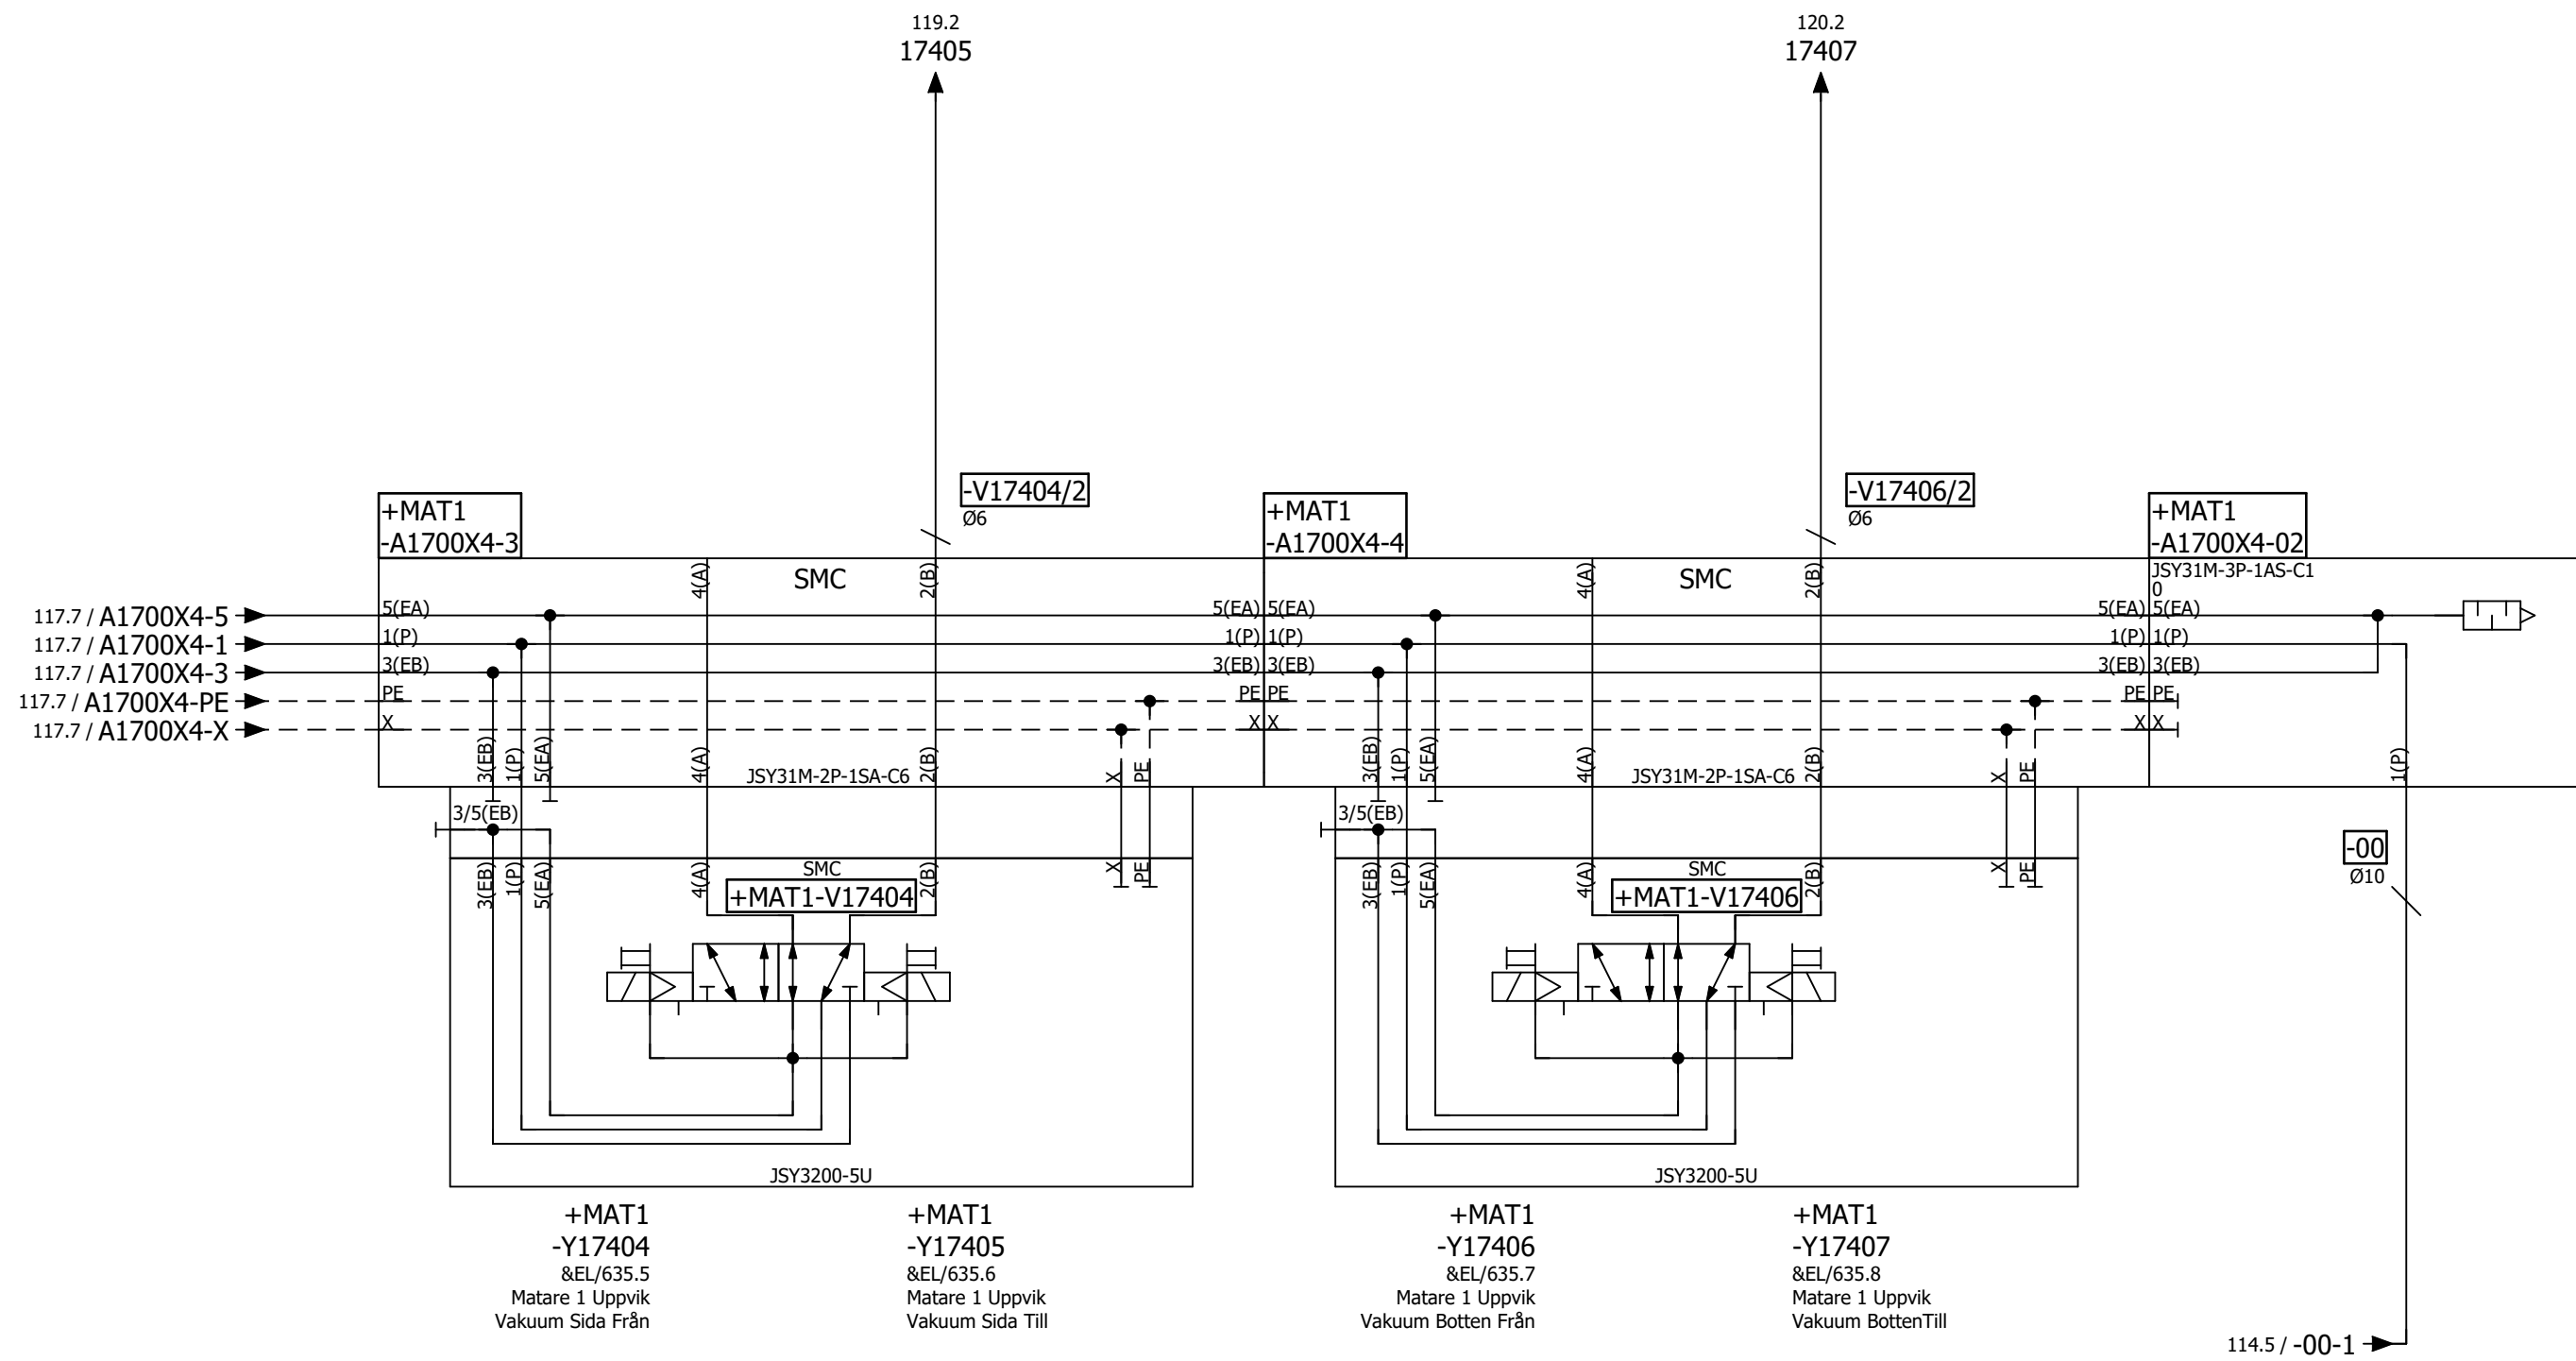 119.2
17405
120.2
17407
-V17404/2
Ø6
-V17406/2
Ø6
+MAT1
-A1700X4-3
+MAT1
-A1700X4-4
+MAT1
-A1700X4-02
4(A)
SMC
2(B)
4(A)
SMC
2(B)
JSY31M-3P-1AS-C1
0
117.7 / A1700X4-5
5(EA)
5(EA)
5(EA)
5(EA)
5(EA)
117.7 / A1700X4-1
1(P)
1(P)
1(P)
1(P)
1(P)
117.7 / A1700X4-3
3(EB)
3(EB)
3(EB)
3(EB)
3(EB)
117.7 / A1700X4-PE
PE
PE
PE
PE
PE
117.7 / A1700X4-X
X
X
X
X
X
3(EB)
1(P)
5(EA)
4(A)
JSY31M-2P-1SA-C6
2(B)
X
PE
3(EB)
1(P)
5(EA)
4(A)
JSY31M-2P-1SA-C6
2(B)
X
PE
1(P)
3/5(EB)
3/5(EB)
-00
Ø10
3(EB)
1(P)
5(EA)
4(A)
SMC
+MAT1-V17404
2(B)
X
PE
3(EB)
1(P)
5(EA)
4(A)
SMC
+MAT1-V17406
2(B)
X
PE
JSY3200-5U
JSY3200-5U
+MAT1
-Y17404
&EL/635.5
Matare 1 Uppvik
Vakuum Sida Från
+MAT1
-Y17405
&EL/635.6
Matare 1 Uppvik
Vakuum Sida Till
+MAT1
-Y17406
&EL/635.7
Matare 1 Uppvik
Vakuum Botten Från
+MAT1
-Y17407
&EL/635.8
Matare 1 Uppvik
Vakuum BottenTill
114.5 / -00-1